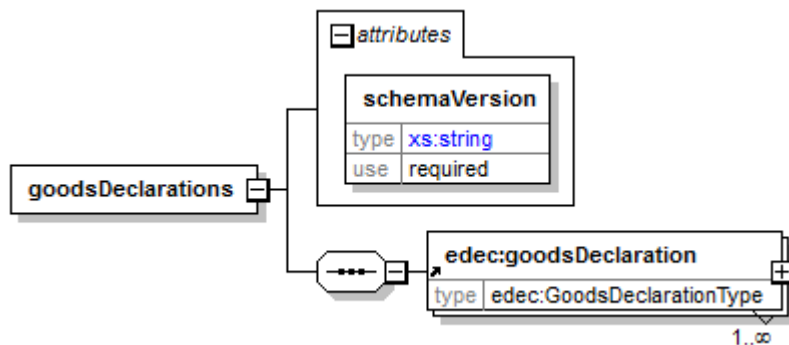 attributes
schemaVersion
type xs:string
use required
goodsDeclarations
edec:goodsDeclaration
type edec:GoodsDeclarationType
1..∞